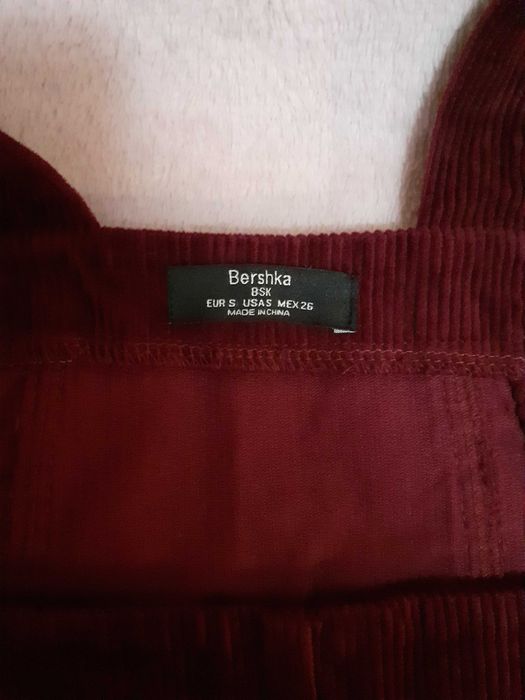 Bershka
BSK
EUR S USA S MEX 26
MADE IN CHINA